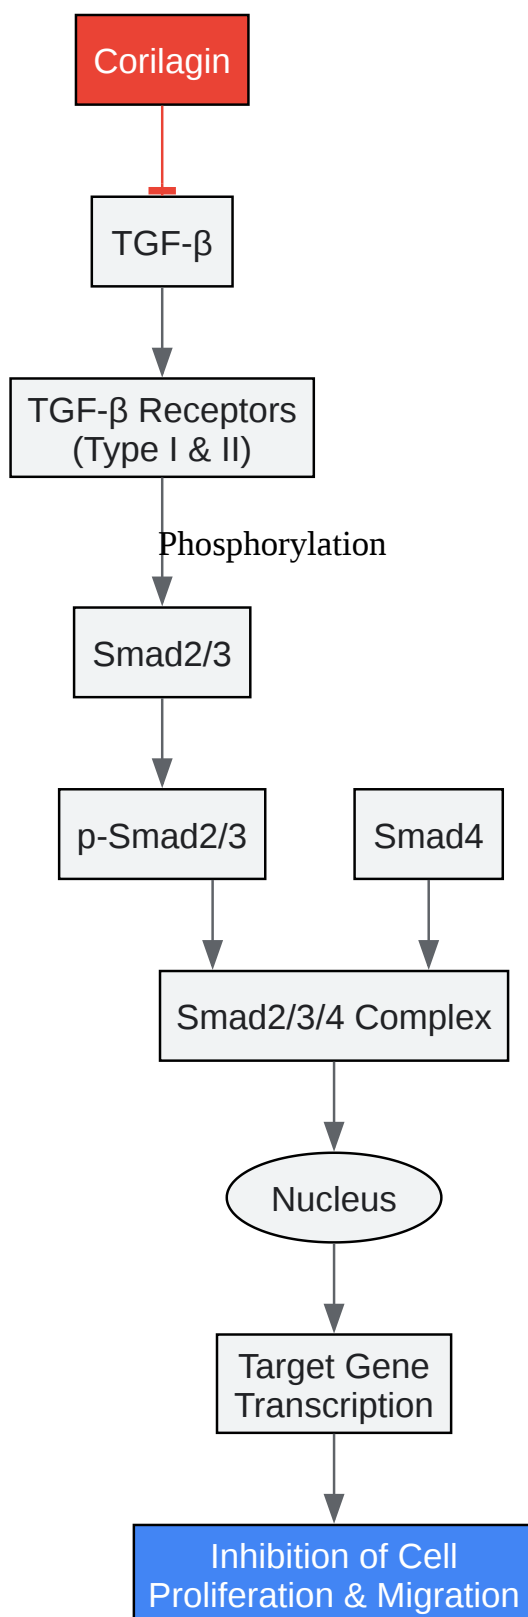 Corilagin
TGF-β
TGF-β Receptors
(Type I & II)
Phosphorylation
Smad2/3
p-Smad2/3
Smad4
Smad2/3/4 Complex
Nucleus
Target Gene
Transcription
Inhibition of Cell
Proliferation & Migration